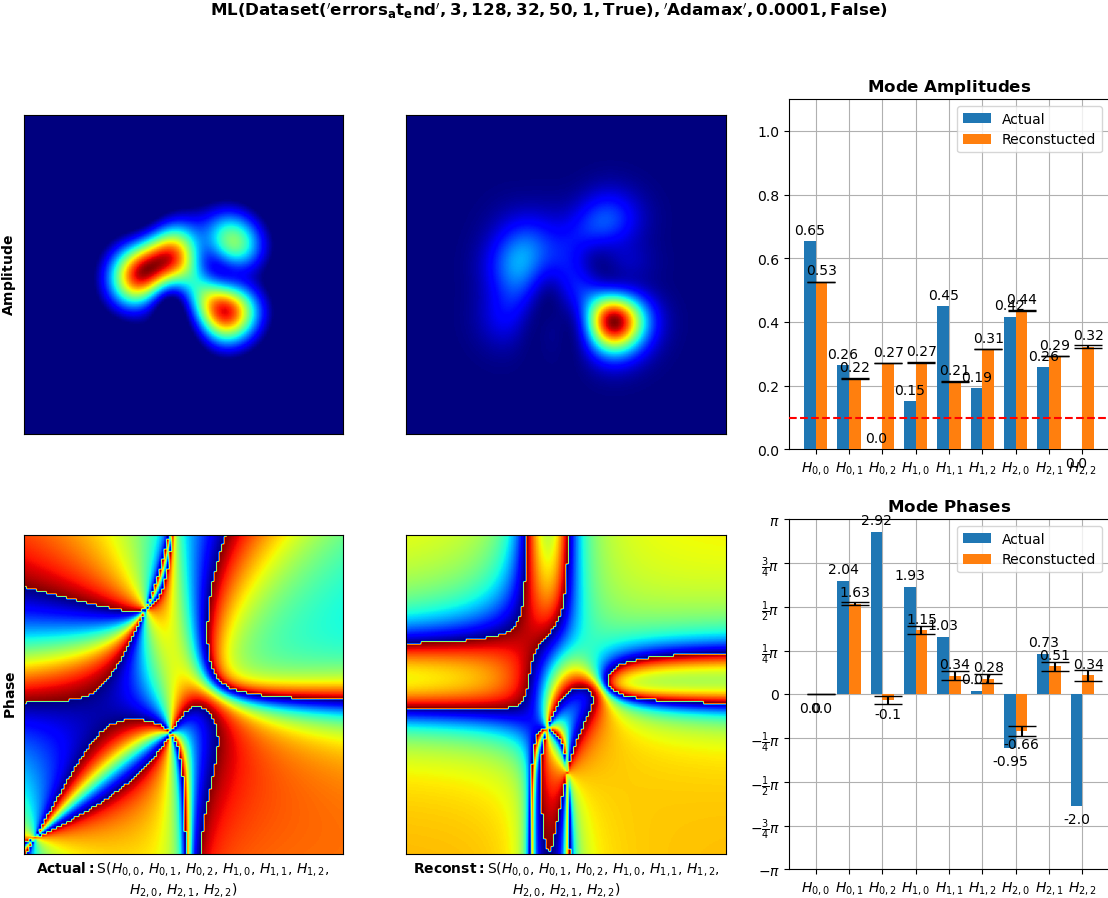 ML(Dataset('errors_at_end', 3, 128, 32, 50, 1, True), 'Adamax', 0.0001, False)
Amplitude
Mode Amplitudes
Actual
Reconstucted
1.0
0.8
0.6
0.4
0.2
0.0
0.65
0.53
0.26
0.22
0.0
0.27
0.15
0.27
0.45
0.21
0.19
0.31
0.42
0.44
0.26
0.29
0.0
0.32
H0,0 H0,1 H0,2 H1,0 H1,1 H1,2 H2,0 H2,1 H2,2
Phase
Mode Phases
Actual
Reconstucted
π
3/4π
1/2π
1/4π
0
−1/4π
−1/2π
−3/4π
−π
0.0
0.0
2.04
1.63
2.92
-0.1
1.93
1.15
1.03
0.34
0.28
-0.95
-0.66
0.73
0.51
-2.0
0.34
H0,0 H0,1 H0,2 H1,0 H1,1 H1,2 H2,0 H2,1 H2,2
Actual: S(H0,0, H0,1, H0,2, H1,0, H1,1, H1,2,
H2,0, H2,1, H2,2)
Reconst: S(H0,0, H0,1, H0,2, H1,0, H1,1, H1,2,
H2,0, H2,1, H2,2)